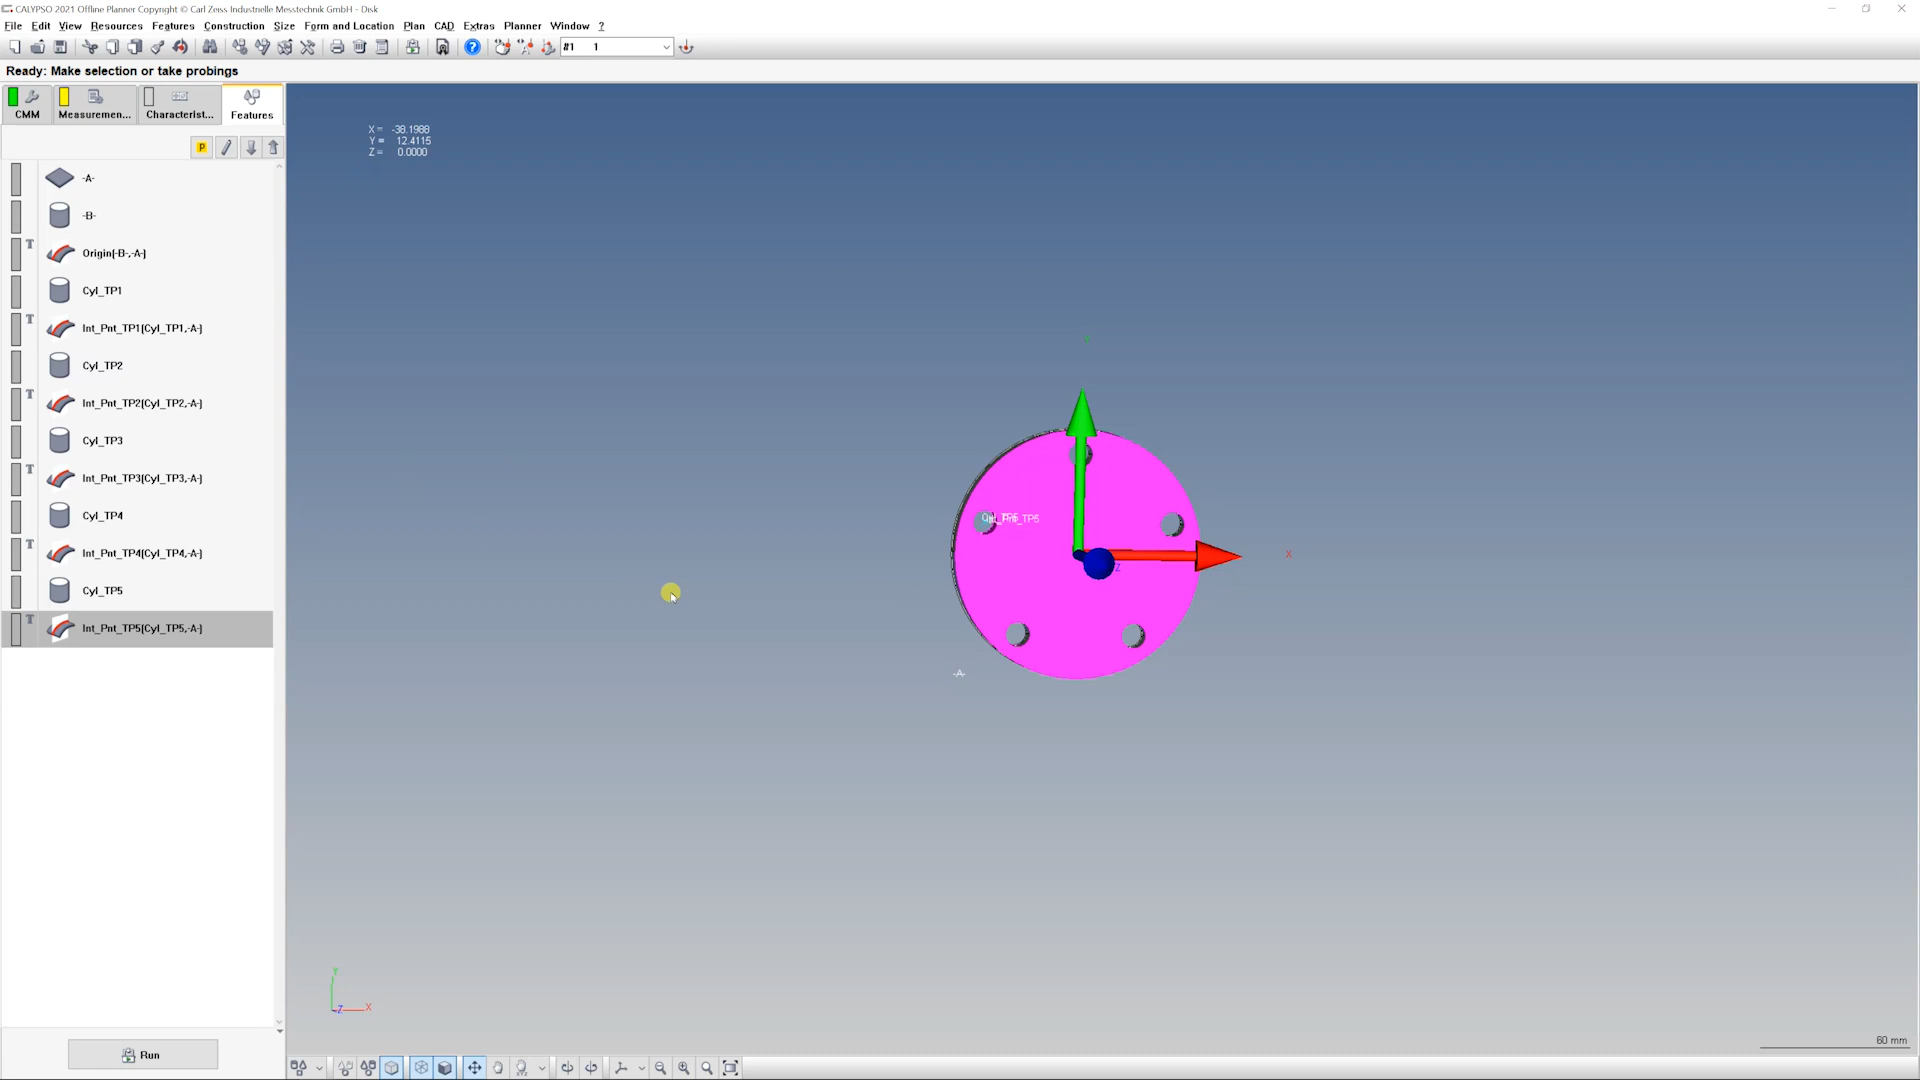 CALYPSO 2021 Offline Planner Copyright © Carl Zeiss Industrielle Messtechnik GmbH - Disk
File Edit View Resources Features Construction Size Form and Location Plan CAD Extras Planner Window ?
#1 1
Ready: Make selection or take probings
CMM Measuremen... Characterist... Features
P
X = -38.1988
Y = 12.4115
Z = 0.0000
-A-
-B-
T Origin(-B-,-A-)
Cyl_TP1
T Int_Pnt_TP1(Cyl_TP1,-A-)
Cyl_TP2
T Int_Pnt_TP2(Cyl_TP2,-A-)
Cyl_TP3
T Int_Pnt_TP3(Cyl_TP3,-A-)
Cyl_TP4
T Int_Pnt_TP4(Cyl_TP4,-A-)
Cyl_TP5
T Int_Pnt_TP5(Cyl_TP5,-A-)
Y
X
Z
-A-
Y
Z
X
60 mm
Run